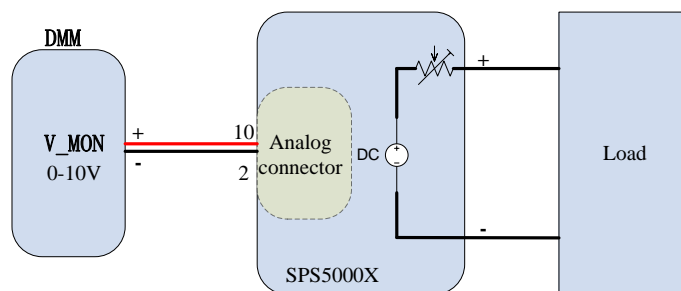 DMM
V_MON
0-10V
+
-
10
2
Analog
connector
DC
+
-
SPS5000X
+
-
Load